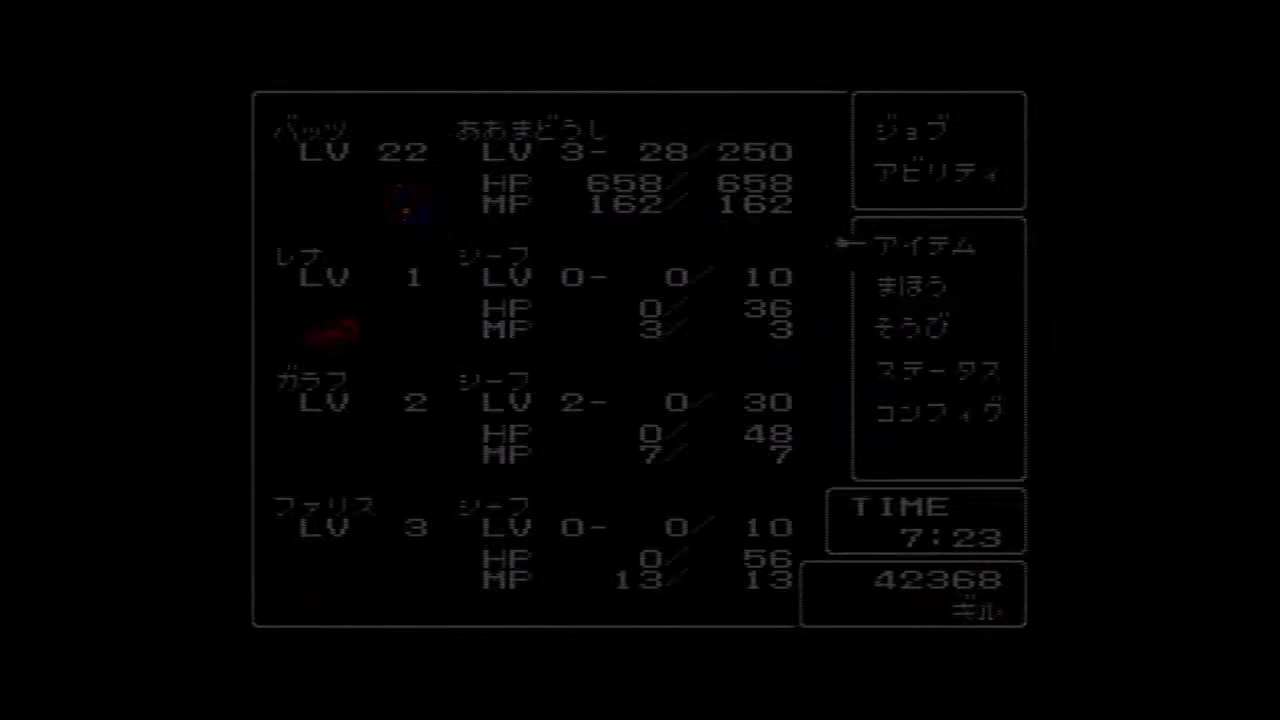 バッツ あおまどうし
LV 22 LV 3- 28/250
HP 658/658
MP 162/162
レナ シーフ
LV 1 LV 0- 0/10
HP 0/36
MP 3/3
ガラフ シーフ
LV 2 LV 2- 0/30
HP 0/48
MP 7/7
ファリス シーフ
LV 3 LV 0- 0/10
HP 0/56
MP 13/13
ジョブ
アビリティ
アイテム
まほう
そうび
ステータス
コンフィグ
TIME
7:23
42368
ギル